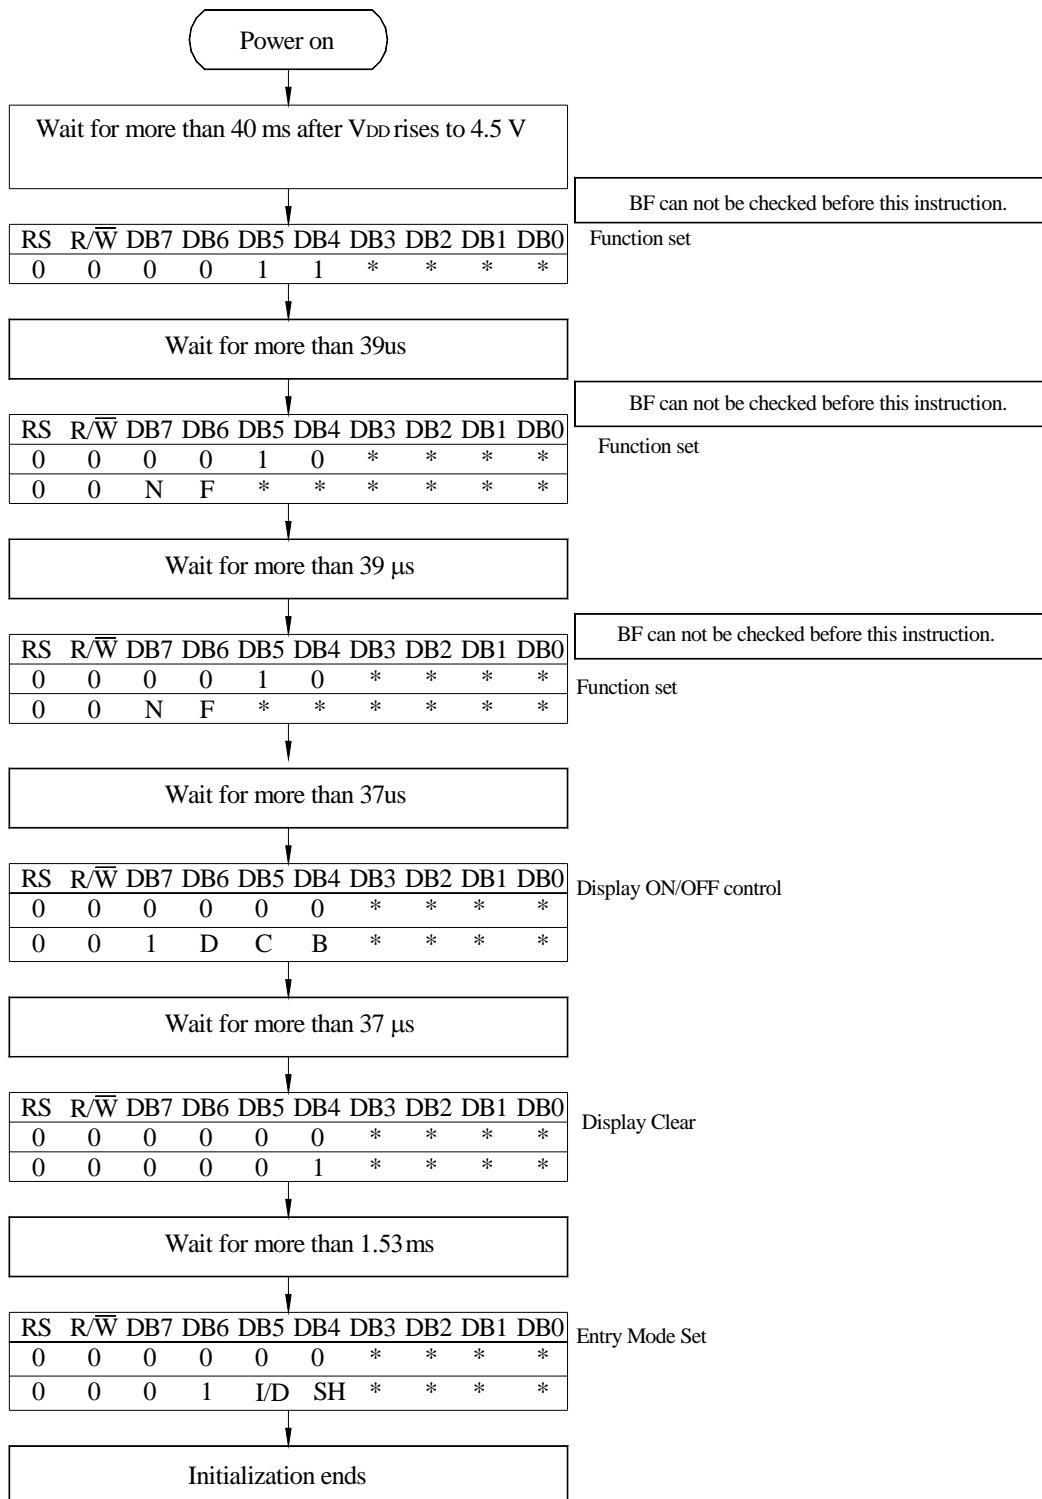 Power on
Wait for more than 40 ms after VDD rises to 4.5 V
BF can not be checked before this instruction.
RS R/W̅ DB7 DB6 DB5 DB4 DB3 DB2 DB1 DB0
Function set
0 0 0 0 1 1 * * * *
Wait for more than 39us
BF can not be checked before this instruction.
RS R/W̅ DB7 DB6 DB5 DB4 DB3 DB2 DB1 DB0
Function set
0 0 0 0 1 0 * * * *
0 0 N F * * * * * *
Wait for more than 39 μs
BF can not be checked before this instruction.
RS R/W̅ DB7 DB6 DB5 DB4 DB3 DB2 DB1 DB0
0 0 0 0 1 0 * * * *
Function set
0 0 N F * * * * * *
Wait for more than 37us
RS R/W̅ DB7 DB6 DB5 DB4 DB3 DB2 DB1 DB0
Display ON/OFF control
0 0 0 0 0 0 * * * *
0 0 1 D C B * * * *
Wait for more than 37 μs
RS R/W̅ DB7 DB6 DB5 DB4 DB3 DB2 DB1 DB0
Display Clear
0 0 0 0 0 0 * * * *
0 0 0 0 0 1 * * * *
Wait for more than 1.53ms
RS R/W̅ DB7 DB6 DB5 DB4 DB3 DB2 DB1 DB0
Entry Mode Set
0 0 0 0 0 0 * * * *
0 0 0 1 I/D SH * * * *
Initialization ends